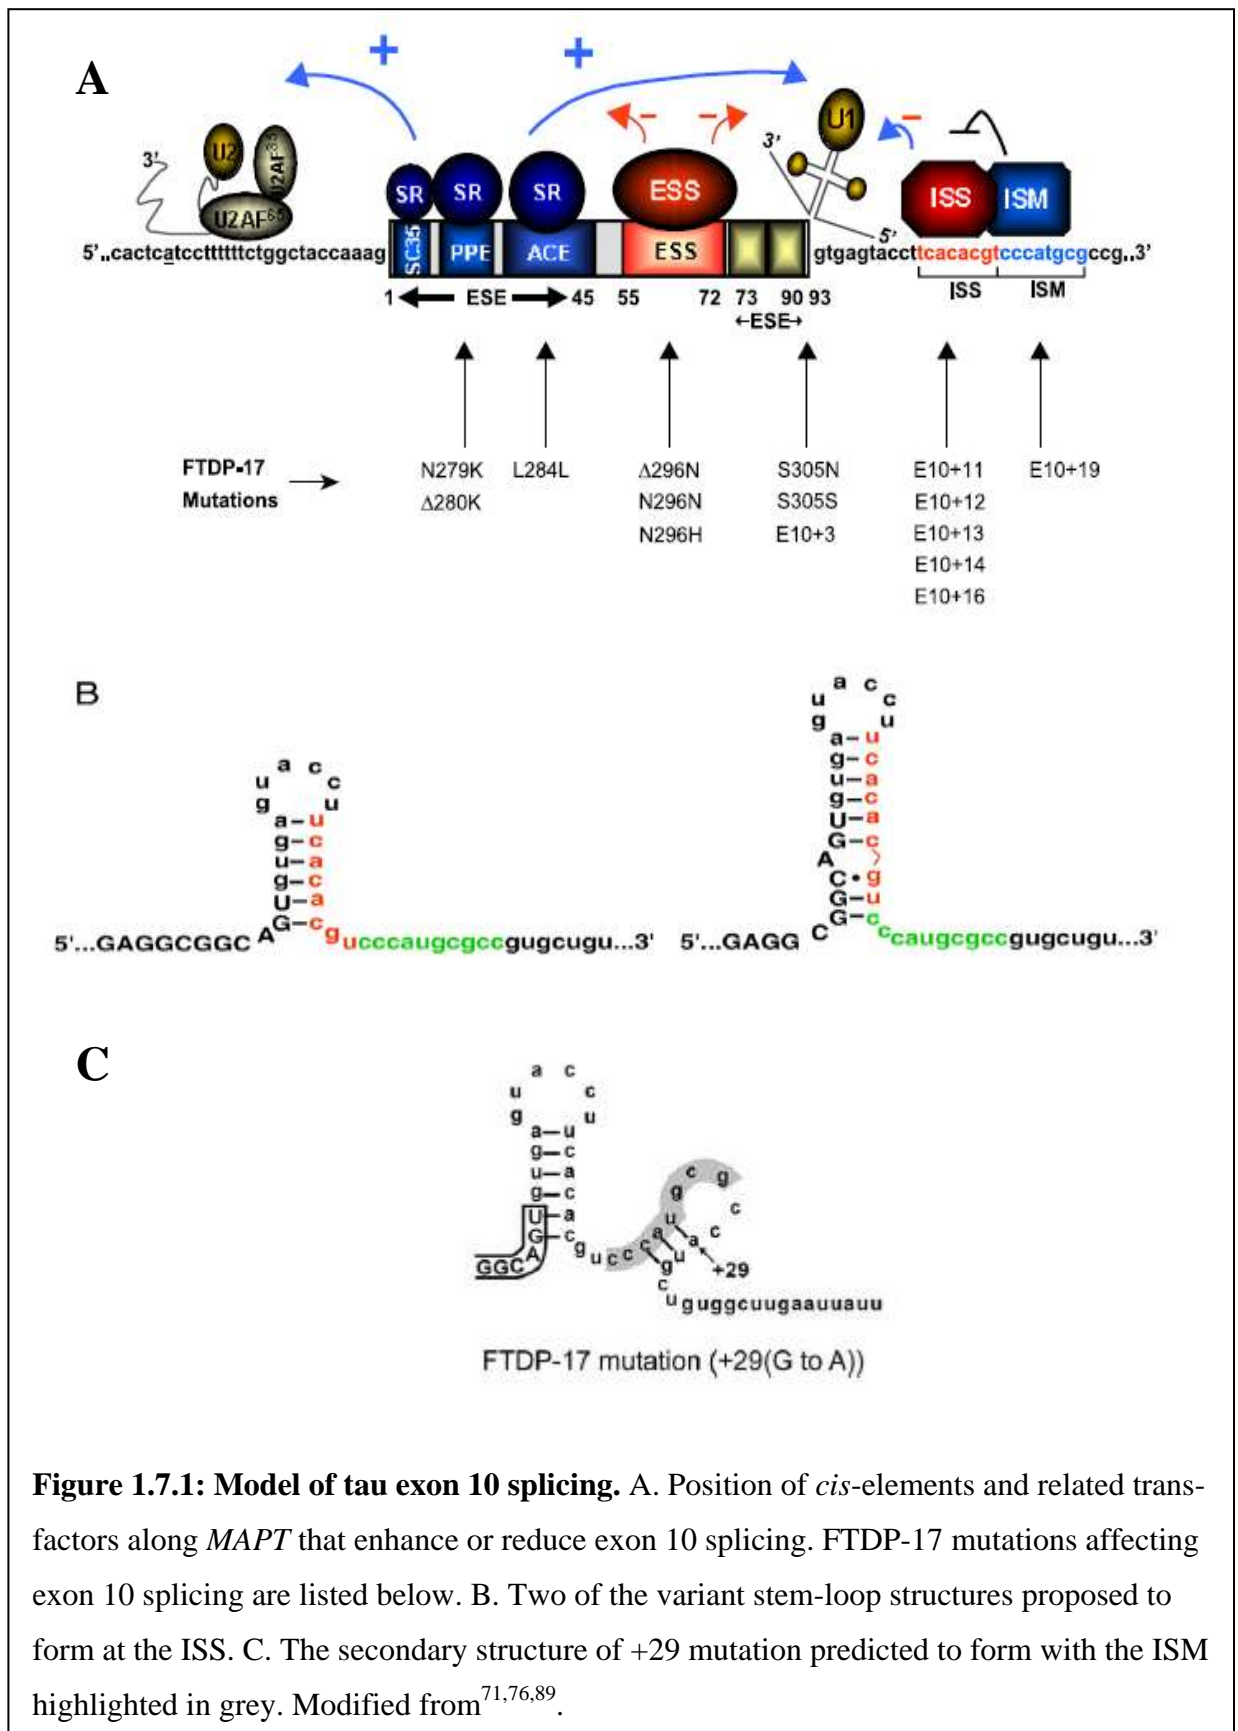 A
+ +
- - -
3' U2 U2AF35 3' U1
SR SR SR ESS ISS ISM
U2AF65 5'
5'..cactcatccttttttctggctaccaaag SC35 PPE ACE ESS gtgagtaccttcacacgtcccatgcgccg..3'
1 ESE 45 55 72 73 90 93 ISS ISM
ESE
FTDP-17 N279K L284L Δ296N S305N E10+11 E10+19
Mutations Δ280K N296N S305S E10+12
N296H E10+3 E10+13
E10+14
E10+16
B
u a c c
g u
a-u
g-c
u-a
g-c
U-a
G-c
5'...GAGGCGGC A g ucccaugcgccgugcugu...3'
u a c c
g u
a-u
g-c
u-a
g-c
U-a
G-c
A
C•g
G-u
G-c
5'...GAGG C c caugcgccgugcugu...3'
C
u a c c
g u
a-u
g-c
u-a
g-c
U-a
G-c
GGCA g u c c c a u g c g c c a +29
u g c
u g u g g c u u g a a u u a u u
FTDP-17 mutation (+29(G to A))
Figure 1.7.1: Model of tau exon 10 splicing. A. Position of cis-elements and related trans-
factors along MAPT that enhance or reduce exon 10 splicing. FTDP-17 mutations affecting
exon 10 splicing are listed below. B. Two of the variant stem-loop structures proposed to
form at the ISS. C. The secondary structure of +29 mutation predicted to form with the ISM
highlighted in grey. Modified from71,76,89.